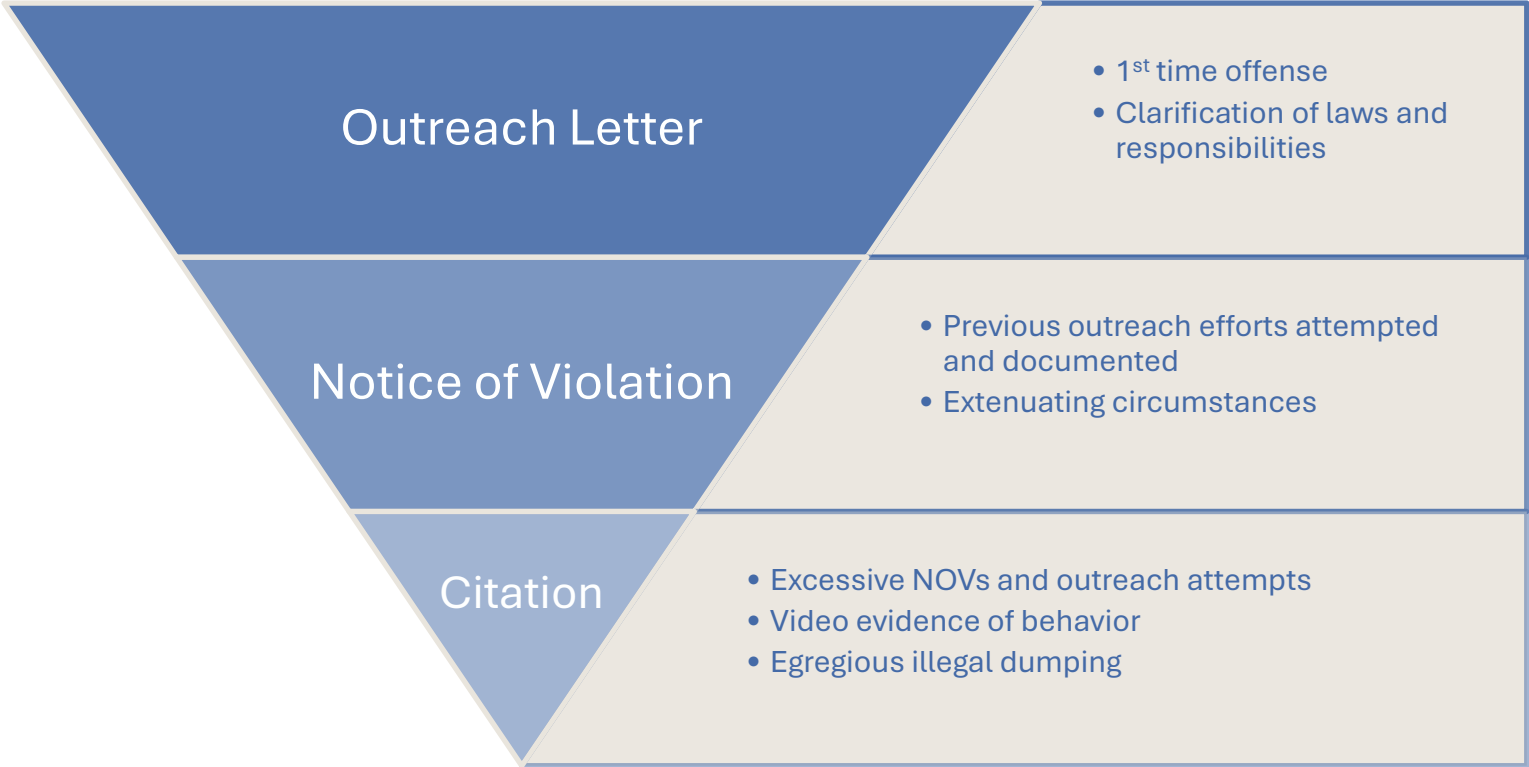 Outreach Letter
• 1st time offense
• Clarification of laws and
responsibilities
Notice of Violation
• Previous outreach efforts attempted
and documented
• Extenuating circumstances
Citation
• Excessive NOVs and outreach attempts
• Video evidence of behavior
• Egregious illegal dumping